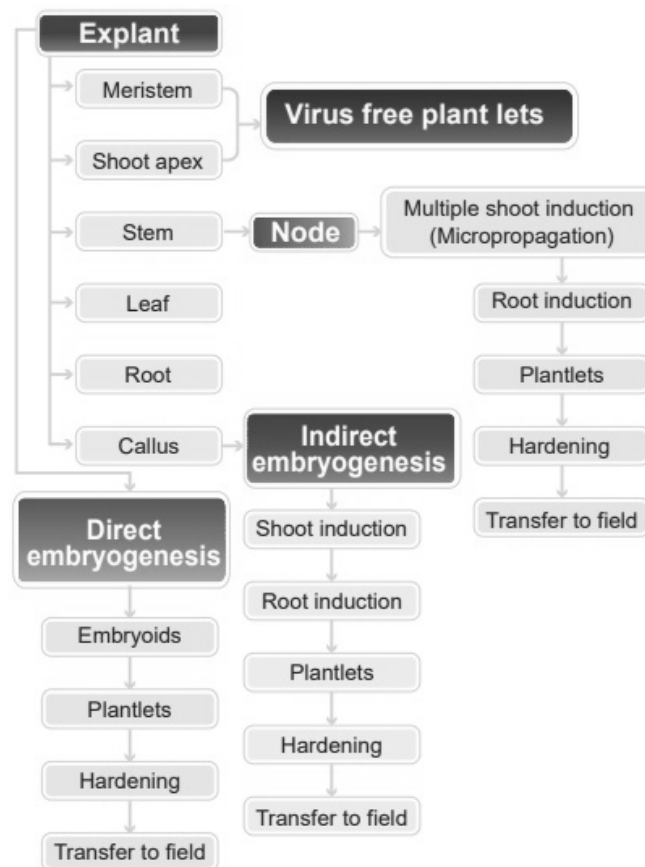 Explant
Meristem
Shoot apex
Virus free plant lets
Stem
Node
Multiple shoot induction
(Micropropagation)
Root induction
Plantlets
Hardening
Transfer to field
Leaf
Root
Callus
Indirect
embryogenesis
Shoot induction
Root induction
Plantlets
Hardening
Transfer to field
Direct
embryogenesis
Embryoids
Plantlets
Hardening
Transfer to field